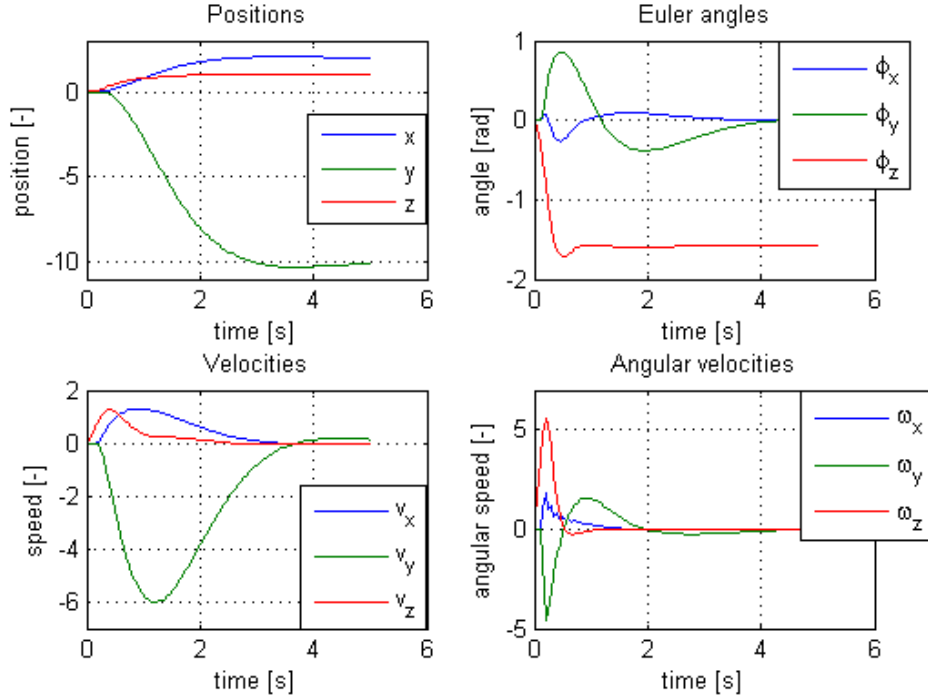 Positions
0
-5
-10
0
2
4
6
position [-]
time [s]
x
y
z
Euler angles
1
0
-1
-2
0
2
4
6
angle [rad]
time [s]
ϕx
ϕy
ϕz
Velocities
2
0
-2
-4
-6
0
2
4
6
speed [-]
time [s]
vx
vy
vz
Angular velocities
5
0
-5
0
2
4
6
angular speed [-]
time [s]
ωx
ωy
ωz